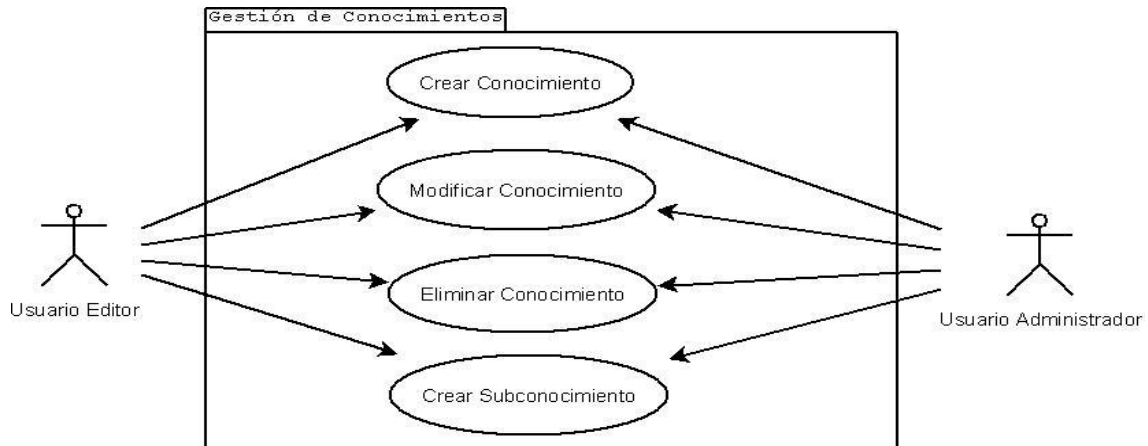 Gestión de Conocimientos
Crear Conocimiento
Modificar Conocimiento
Eliminar Conocimiento
Crear Subconocimiento
Usuario Editor
Usuario Administrador